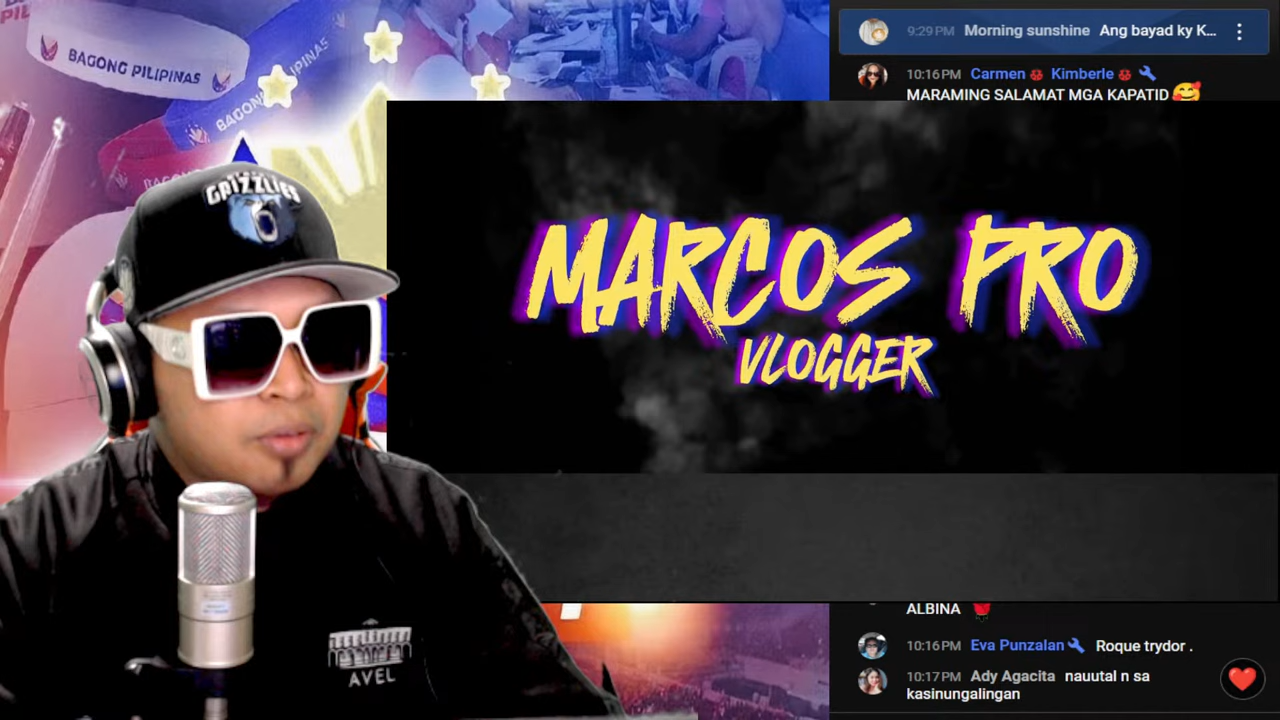 BAGONG PILIPINAS
BAGONG
PILIPINAS
GRIZZLIES
MARCOS PRO
VLOGGER
AVEL
9:29 PM Morning sunshine Ang bayad ky K...
10:16 PM Carmen Kimberle
MARAMING SALAMAT MGA KAPATID 🥰
ALBINA 🌹
10:16 PM Eva Punzalan Roque trydor .
10:17 PM Ady Agacita nauutal n sa
kasinungalingan